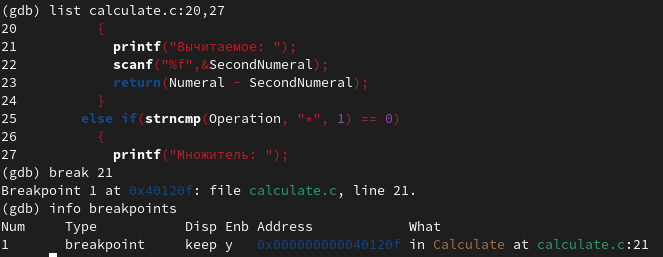 (gdb) list calculate.c:20,27
20          {
21            printf("Вычитаемое: ");
22            scanf("%f",&SecondNumeral);
23            return(Numeral - SecondNumeral);
24          }
25        else if(strncmp(Operation, "*", 1) == 0)
26          {
27            printf("Множитель: ");
(gdb) break 21
Breakpoint 1 at 0x40120f: file calculate.c, line 21.
(gdb) info breakpoints
Num     Type           Disp Enb Address            What
1       breakpoint     keep y   0x000000000040120f in Calculate at calculate.c:21